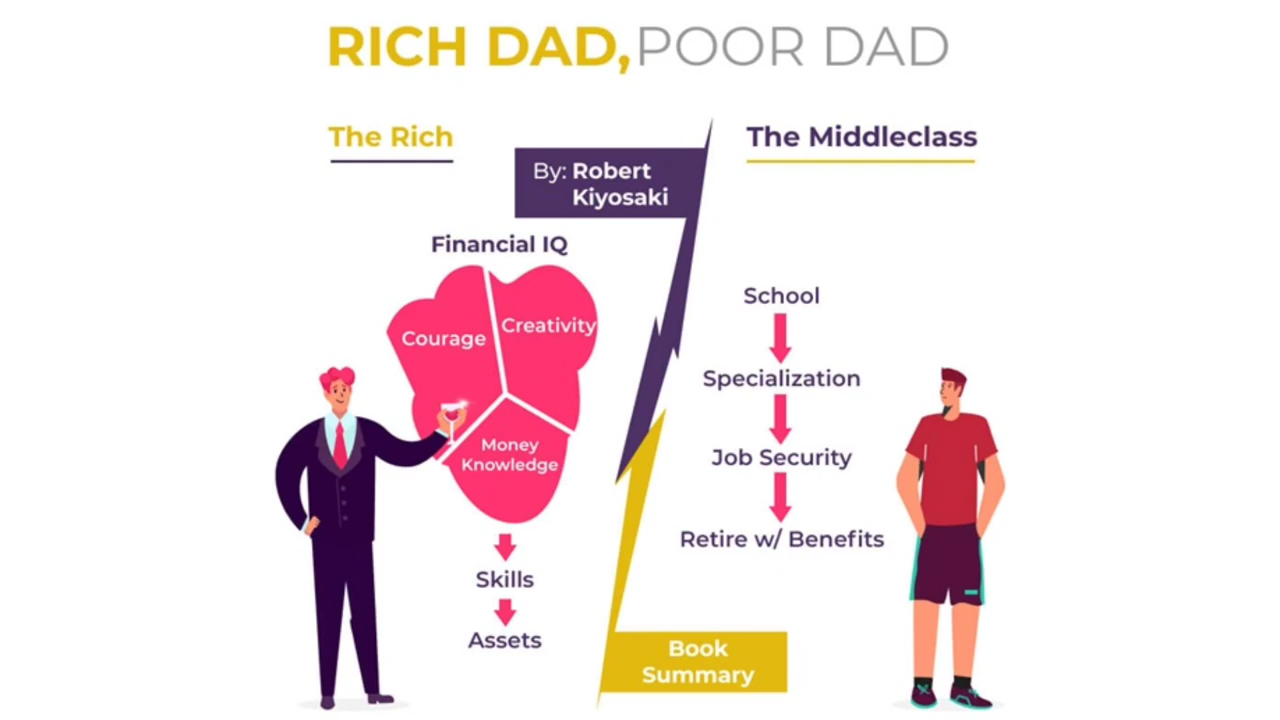 RICH DAD, POOR DAD
The Rich
By: Robert
Kiyosaki
The Middleclass
Financial IQ
Courage
Creativity
Money
Knowledge
Skills
Assets
School
Specialization
Job Security
Retire w/ Benefits
Book
Summary